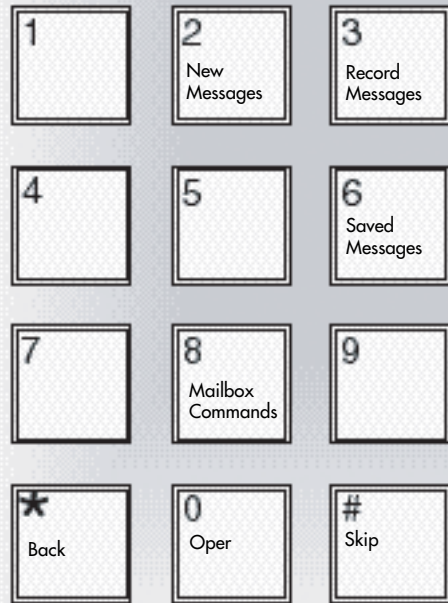 1
2
New
Messages
3
Record
Messages
4
5
6
Saved
Messages
7
8
Mailbox
Commands
9
*
Back
0
Oper
#
Skip